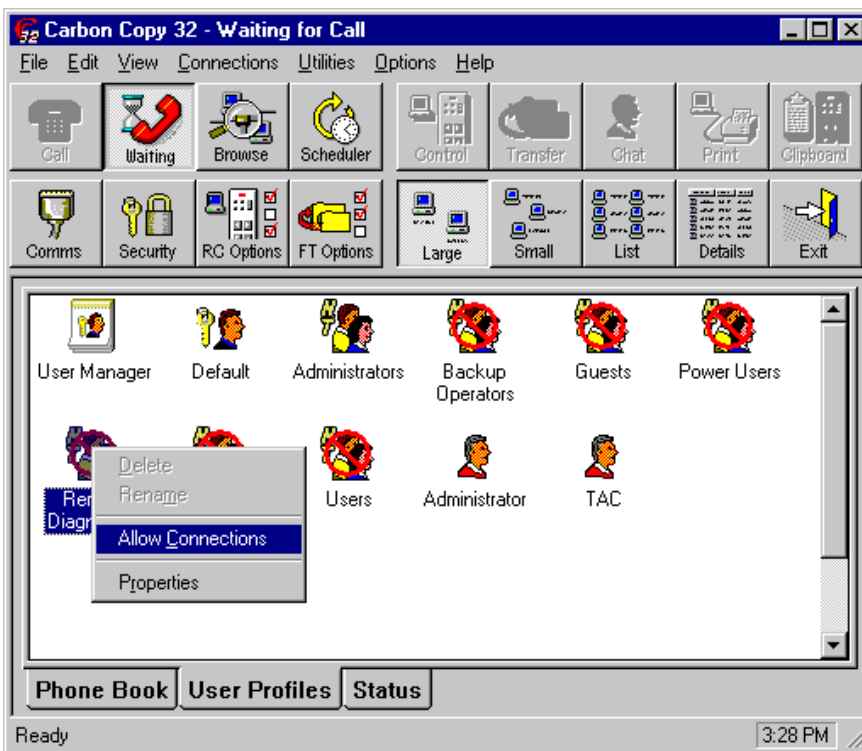 Carbon Copy 32 - Waiting for Call
File Edit View Connections Utilities Options Help
Call Waiting Browse Scheduler Control Transfer Chat Print Clipboard
Comms Security RC Options FT Options Large Small List Details Exit
User Manager Default Administrators Backup Operators Guests Power Users
Rem
Diagn
Users Administrator TAC
Delete
Rename
Allow Connections
Properties
Phone Book User Profiles Status
Ready 3:28 PM